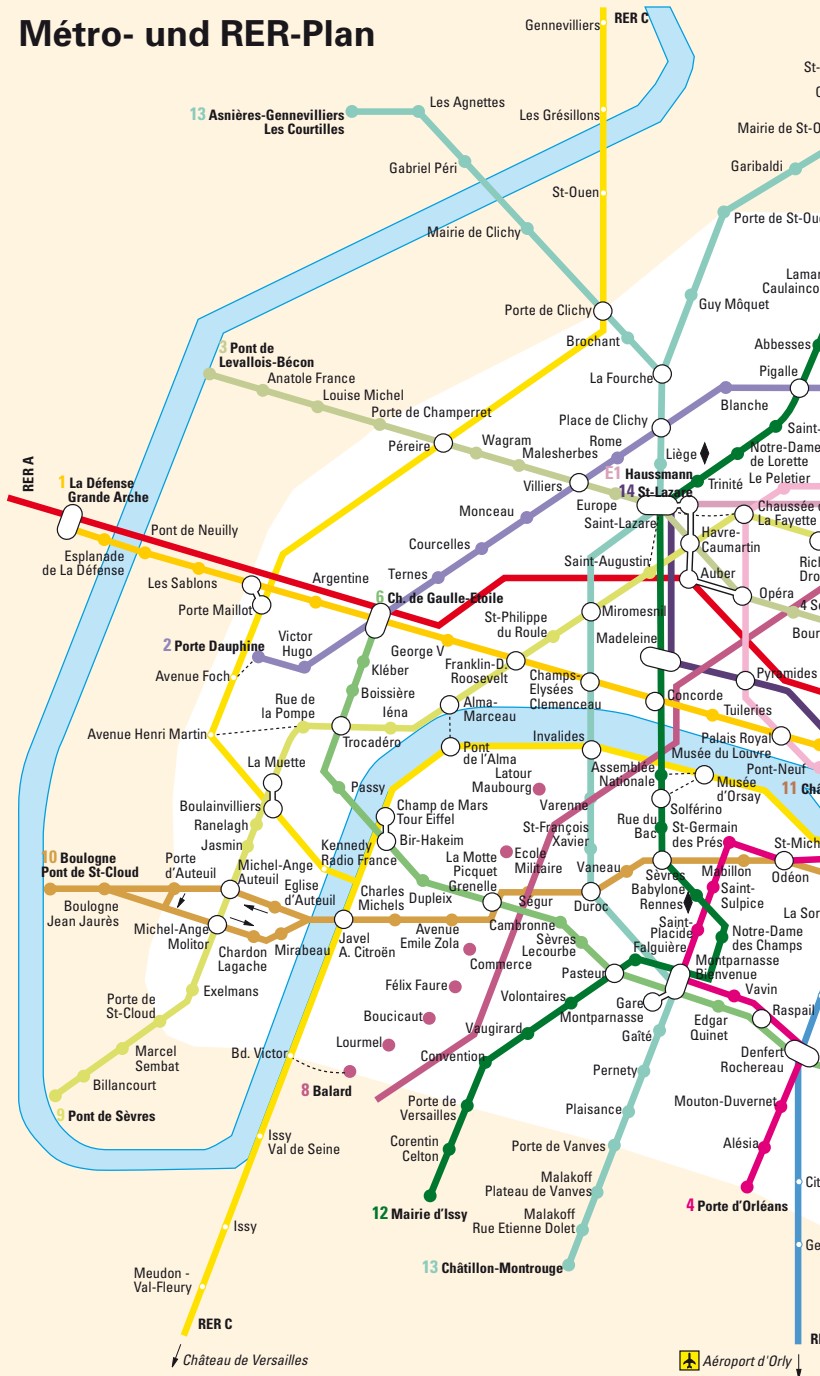 Métro- und RER-Plan
Gennevilliers
RER C
St-
Les Agnettes
13 Asnières-Gennevilliers
Les Courtilles
Les Grésillons
Mairie de St-O
Gabriel Péri
Garibaldi
St-Ouen
Porte de St-Oue
Mairie de Clichy
Lamar
Caulainco
Guy Môquet
Porte de Clichy
Brochant
Abbesses
3 Pont de
Levallois-Bécon
Anatole France
Louise Michel
La Fourche
Pigalle
Blanche
Porte de Champerret
Place de Clichy
Saint-
Péreire
Wagram
Malesherbes
Rome
Liège
Notre-Dame
de Lorette
RER A
1 La Défense
Grande Arche
Villiers
E1 Haussmann
14 St-Lazare
Trinité
Le Peletier
Europe
Saint-Lazare
Chaussée d
La Fayette
Monceau
Pont de Neuilly
Esplanade
de La Défense
Courcelles
Havre-
Caumartin
Saint-Augustin
Rich
Dro
Les Sablons
Argentine
Ternes
Auber
Porte Maillot
6 Ch. de Gaulle-Etoile
Opéra
Miromesnil
4 Se
St-Philippe
du Roule
Bour
2 Porte Dauphine
Victor
Hugo
George V
Madeleine
Kléber
Franklin-D.
Roosevelt
Champs-
Elysées
Clemenceau
Pyramides
Avenue Foch
Boissière
Concorde
Rue de
la Pompe
Iéna
Alma-
Marceau
Tuileries
Avenue Henri Martin
Trocadéro
Invalides
Palais Royal
Musée du Louvre
Pont
de l'Alma
La Muette
Latour
Maubourg
Assemblée
Nationale
Pont-Neuf
Musée
d'Orsay
11 Châ
Passy
Boulainvilliers
Champ de Mars
Tour Eiffel
Varenne
Solférino
Ranelagh
Jasmin
Kennedy
Radio France
Bir-Hakeim
St-François
Xavier
Rue du
Bac
St-Germain
des Prés
St-Mich
10 Boulogne
Pont de St-Cloud
Porte
d'Auteuil
Michel-Ange
Auteuil
La Motte
Picquet
Grenelle
Ecole
Militaire
Vaneau
Mabillon
Odéon
Eglise
d'Auteuil
Charles
Michels
Dupleix
Ségur
Duroc
Sèvres
Babylone
Rennes
Saint-
Sulpice
Boulogne
Jean Jaurès
Michel-Ange
Molitor
Mirabeau
Javel
A. Citroën
Avenue
Emile Zola
Cambronne
Saint-
Placide
La Sor
Chardon
Lagache
Sèvres
Lecourbe
Falguière
Notre-Dame
des Champs
Commerce
Montparnasse
Bienvenue
Exelmans
Félix Faure
Pasteur
Vavin
Porte de
St-Cloud
Volontaires
Gare
Montparnasse
Raspail
Boucicaut
Edgar
Quinet
Vaugirard
Gaîté
Lourmel
Marcel
Sembat
Bd. Victor
Convention
Denfert
Rochereau
Billancourt
8 Balard
Pernety
9 Pont de Sèvres
Porte de
Versailles
Plaisance
Mouton-Duvernet
Issy
Val de Seine
Corentin
Celton
Porte de Vanves
Alésia
Malakoff
Plateau de Vanves
Cit
12 Mairie d'Issy
Malakoff
Rue Etienne Dolet
4 Porte d'Orléans
Issy
Ge
Meudon -
Val-Fleury
13 Châtillon-Montrouge
RER C
Château de Versailles
Aéroport d'Orly